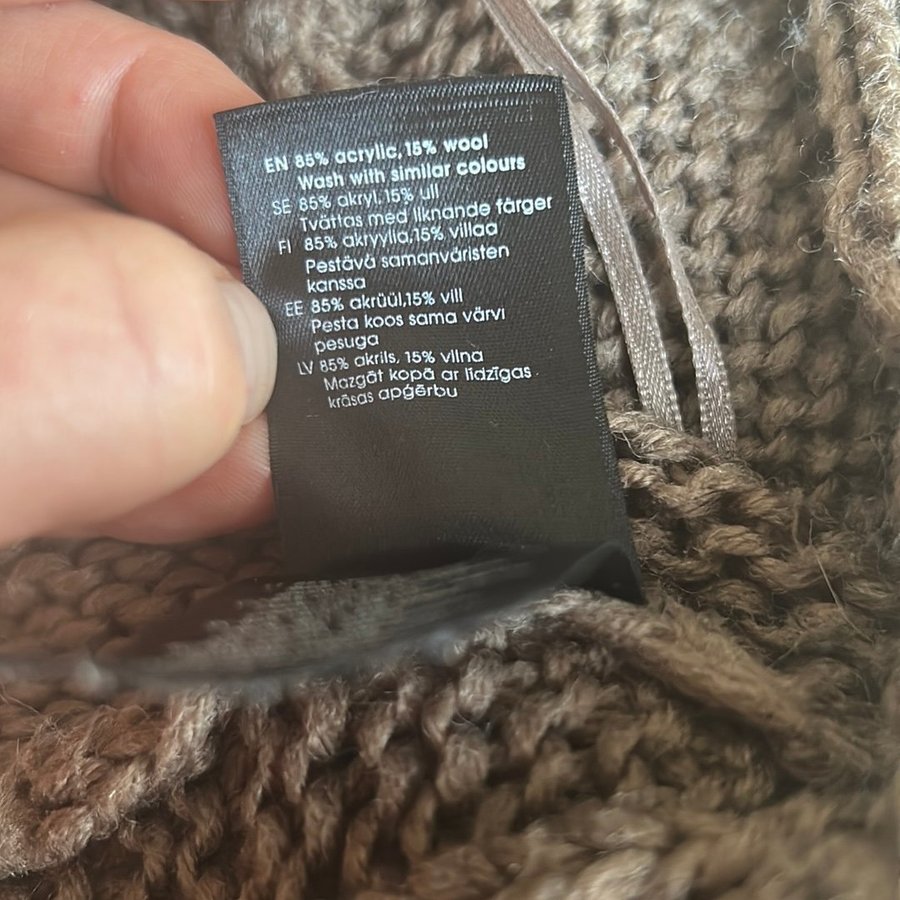 EN 85% acrylic, 15% wool
Wash with similar colours
SE 85% akryl, 15% ull
Tvättas med liknande färger
FI 85% akryylia, 15% villaa
Pestävä samanväristen
kanssa
EE 85% akrüül, 15% vill
Pesta koos sama värvi
pesuga
LV 85% akrils, 15% vilna
Mazgāt kopā ar līdzīgas
krāsas apģērbu